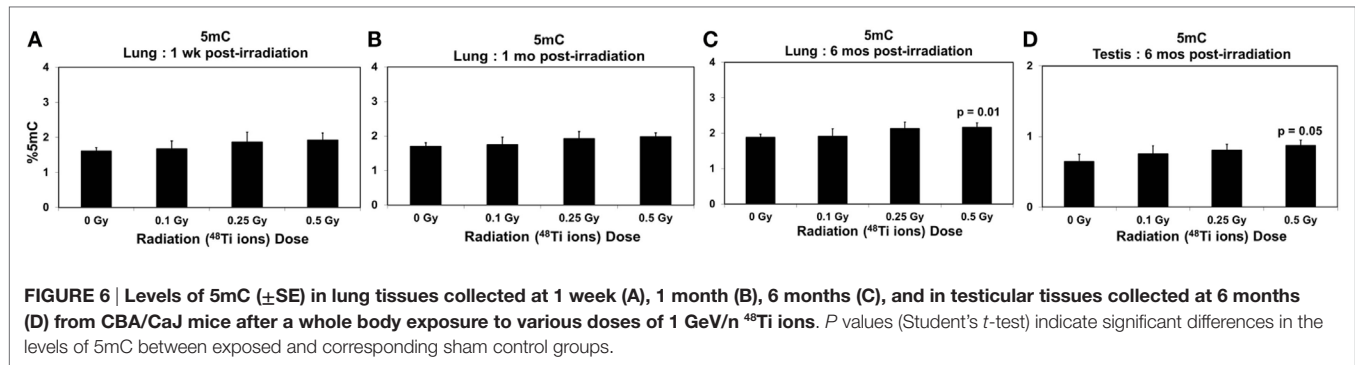 A
5mC
Lung : 1 wk post-irradiation
4
3
2
1
0
%5mC
0 Gy 0.1 Gy 0.25 Gy 0.5 Gy
Radiation (⁴⁸Ti ions) Dose
B
5mC
Lung : 1 mo post-irradiation
4
3
2
1
0
0 Gy 0.1 Gy 0.25 Gy 0.5 Gy
Radiation (⁴⁸Ti ions) Dose
C
5mC
Lung : 6 mos post-irradiation
4
3
2
1
0
p = 0.01
0 Gy 0.1 Gy 0.25 Gy 0.5 Gy
Radiation (⁴⁸Ti ions) Dose
D
5mC
Testis : 6 mos post-irradiation
2
1
0
p = 0.05
0 Gy 0.1 Gy 0.25 Gy 0.5 Gy
Radiation (⁴⁸Ti ions) Dose
FIGURE 6 | Levels of 5mC (±SE) in lung tissues collected at 1 week (A), 1 month (B), 6 months (C), and in testicular tissues collected at 6 months
(D) from CBA/CaJ mice after a whole body exposure to various doses of 1 GeV/n ⁴⁸Ti ions. P values (Student's t-test) indicate significant differences in the
levels of 5mC between exposed and corresponding sham control groups.